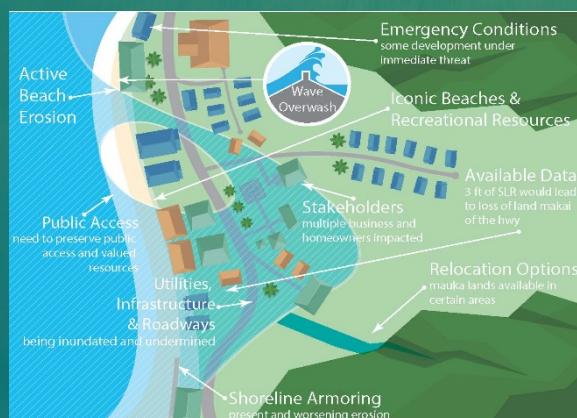 Emergency Conditions
some development under
immediate threat
Active
Beach
Erosion
Wave
Overwash
Iconic Beaches &
Recreational Resources
Available Data
3 ft of SLR would lead
to loss of land makai
of the hwy
Public Access
need to preserve public
access and valued
resources
Stakeholders
multiple business and
homeowners impacted
Utilities,
Infrastructure
& Roadways
being inundated and undermined
Relocation Options
mauka lands available in
certain areas
Shoreline Armoring
present and worsening erosion